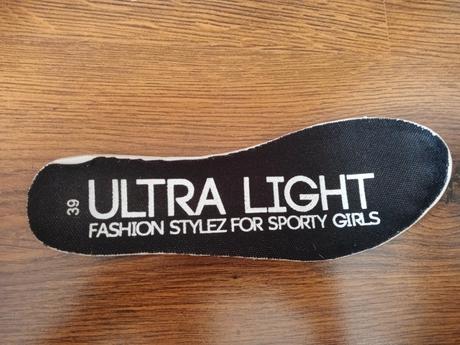 39
ULTRA LIGHT
FASHION STYLEZ FOR SPORTY GIRLS